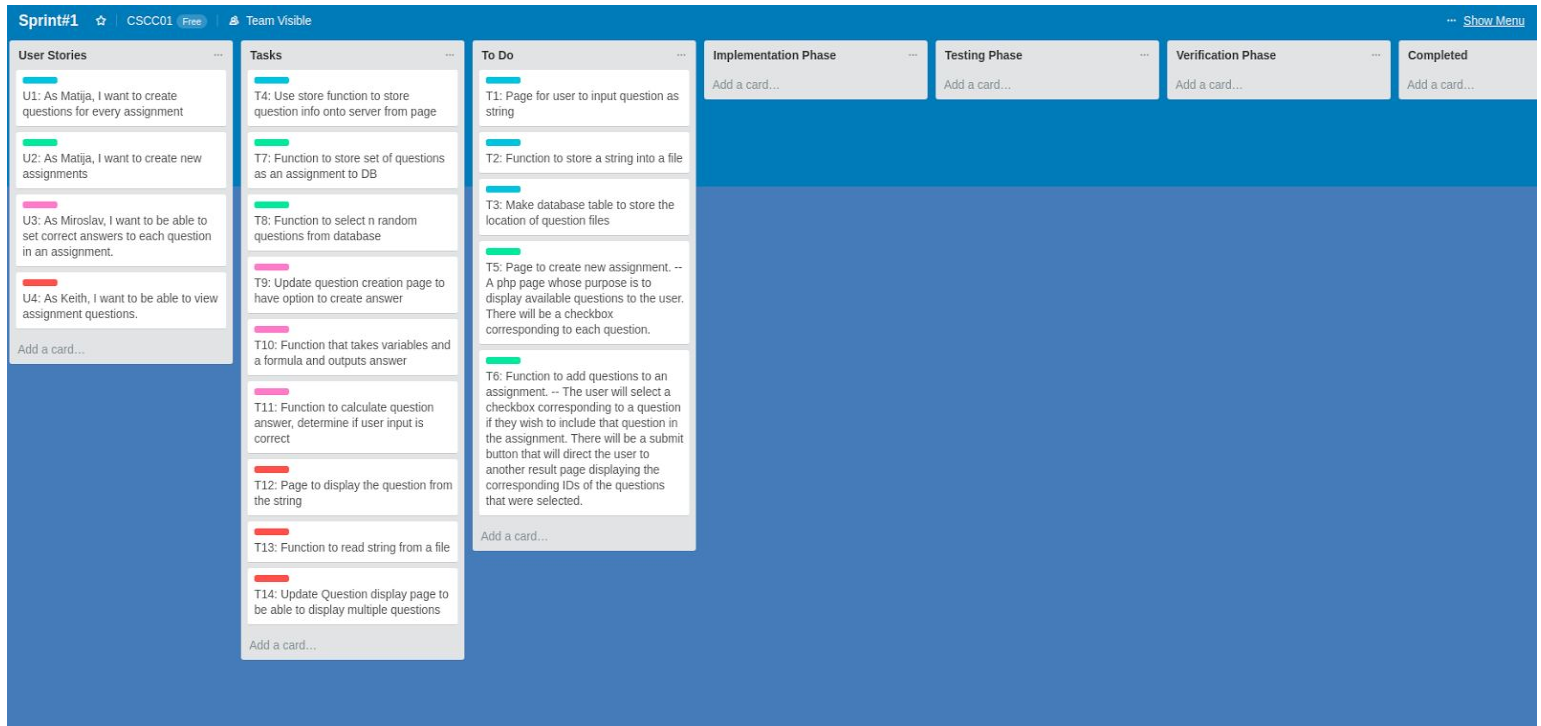 Sprint#1 CSCC01 Free Team Visible ... Show Menu
User Stories ...
U1: As Matija, I want to create
questions for every assignment
U2: As Matija, I want to create new
assignments
U3: As Miroslav, I want to be able to
set correct answers to each question
in an assignment.
U4: As Keith, I want to be able to view
assignment questions.
Add a card…
Tasks ...
T4: Use store function to store
question info onto server from page
T7: Function to store set of questions
as an assignment to DB
T8: Function to select n random
questions from database
T9: Update question creation page to
have option to create answer
T10: Function that takes variables and
a formula and outputs answer
T11: Function to calculate question
answer, determine if user input is
correct
T12: Page to display the question from
the string
T13: Function to read string from a file
T14: Update Question display page to
be able to display multiple questions
Add a card…
To Do ...
T1: Page for user to input question as
string
T2: Function to store a string into a file
T3: Make database table to store the
location of question files
T5: Page to create new assignment. --
A php page whose purpose is to
display available questions to the user.
There will be a checkbox
corresponding to each question.
T6: Function to add questions to an
assignment. -- The user will select a
checkbox corresponding to a question
if they wish to include that question in
the assignment. There will be a submit
button that will direct the user to
another result page displaying the
corresponding IDs of the questions
that were selected.
Add a card…
Implementation Phase ...
Add a card…
Testing Phase ...
Add a card…
Verification Phase ...
Add a card…
Completed
Add a card…